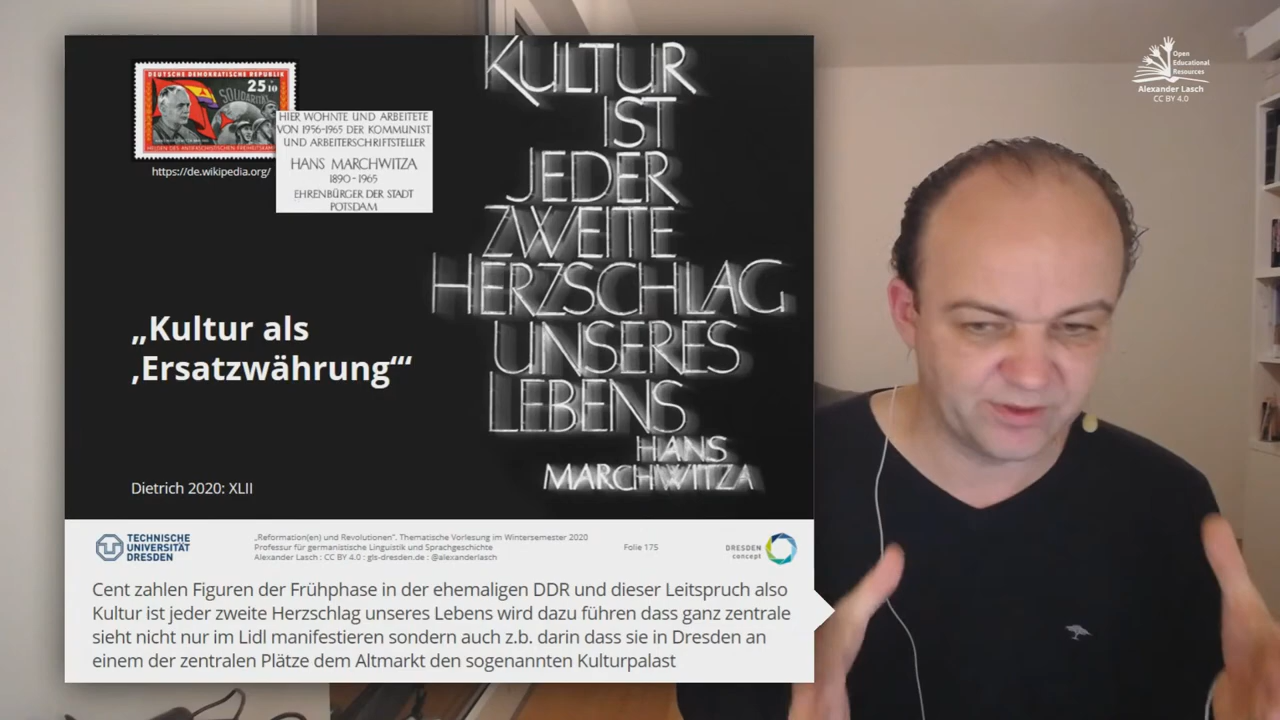 DEUTSCHE DEMOKRATISCHE REPUBLIK
25+10
SOLIDARITÄT
https://de.wikipedia.org/
HIER WOHNTE UND ARBEITETE
VON 1956-1965 DER KOMMUNIST
UND ARBEITERSCHRIFTSTELLER
HANS MARCHWITZA
1890-1965
EHRENBÜRGER DER STADT
POTSDAM
KULTUR
IST
JEDER
ZWEITE
HERZSCHLAG
UNSERES
LEBENS
HANS
MARCHWITZA
„Kultur als
‚Ersatzwährung‘“
Dietrich 2020: XLII
TECHNISCHE
UNIVERSITÄT
DRESDEN
„Reformation(en) und Revolutionen“. Thematische Vorlesung im Wintersemester 2020
Professur für germanistische Linguistik und Sprachgeschichte
Alexander Lasch : CC BY 4.0 : gls-dresden.de : @alexanderlasch
Folie 175
DRESDEN
concept
Cent zahlen Figuren der Frühphase in der ehemaligen DDR und dieser Leitspruch also
Kultur ist jeder zweite Herzschlag unseres Lebens wird dazu führen dass ganz zentrale
sieht nicht nur im Lidl manifestieren sondern auch z.b. darin dass sie in Dresden an
einem der zentralen Plätze dem Altmarkt den sogenannten Kulturpalast
Open
Educational
Resources
Alexander Lasch
CC BY 4.0